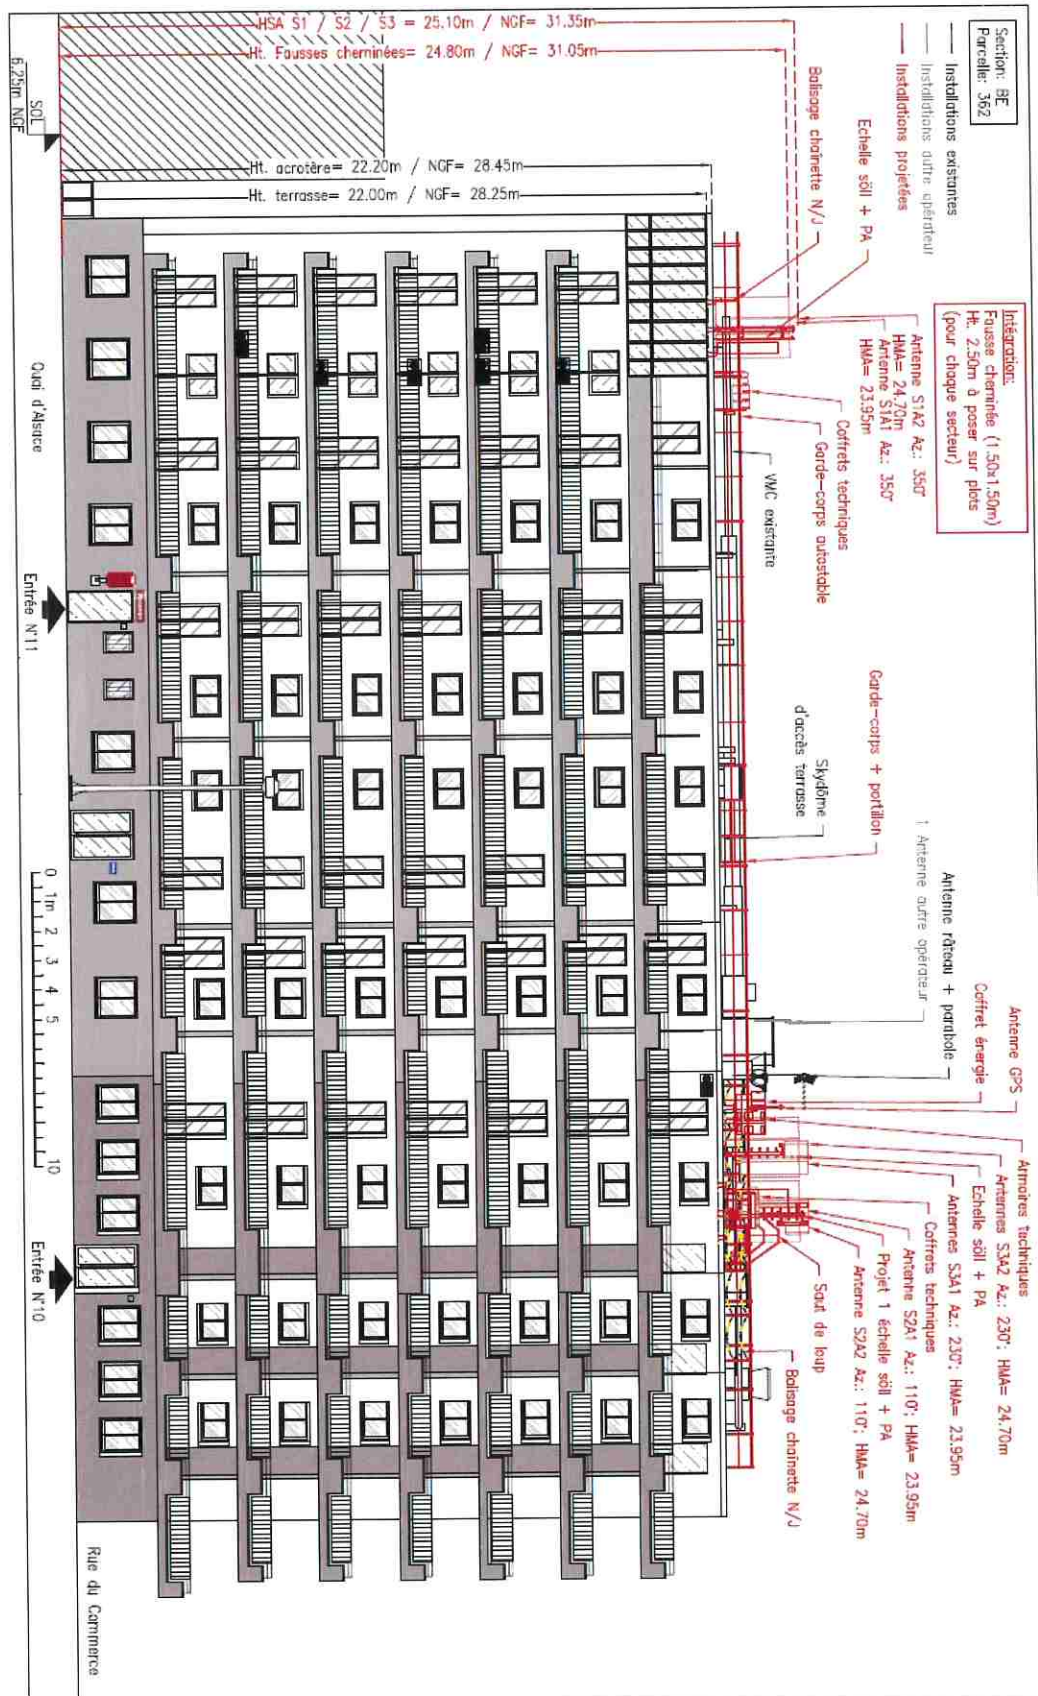 Section: BE
Parcelle: 362
Installations existantes
Installations autre opérateur
Installations projetées
Intégration:
Fausse cheminée (1.50x1.50m)
Ht. 2.50m à poser sur plots
(pour chaque secteur)
HSA S1 / S2 / S3 = 25.10m / NGF= 31.35m
Ht. Fausses cheminées= 24.80m / NGF= 31.05m
Ht. acrotère= 22.20m / NGF= 28.45m
Ht. terrasse= 22.00m / NGF= 28.25m
Echelle söll + PA
Balisage chaînette N/J
Antenne S1A2 Az.: 350°
HMA= 24.70m
Antenne S1A1 Az.: 350°
HMA= 23.95m
Coffrets techniques
Garde-corps autostable
VMC existante
Garde-corps + portillon
Skydôme
d'accès terrasse
1 Antenne autre opérateur
Antenne râteau + parabole
Coffret énergie
Antenne GPS
Armoires techniques
Antennes S3A2 Az.: 230°; HMA= 24.70m
Echelle söll + PA
Antennes S3A1 Az.: 230°; HMA= 23.95m
Coffrets techniques
Antenne S2A1 Az.: 110°; HMA= 23.95m
Projet 1 échelle söll + PA
Antenne S2A2 Az.: 110°; HMA= 24.70m
Saut de loup
Balisage chaînette N/J
SOL
6.25m NGF
Quai d'Alsace
Entrée N°11
0 1m 2 3 4 5 10
Entrée N°10
Rue du Commerce